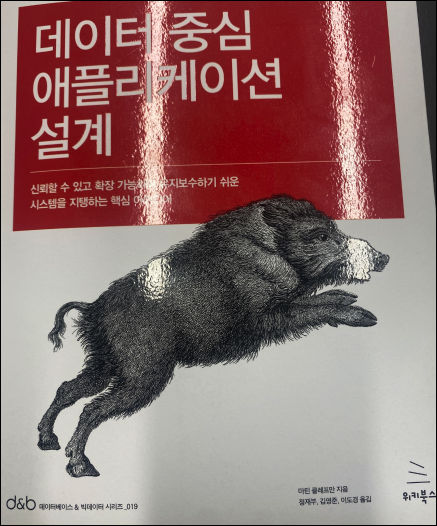 데이터 중심
애플리케이션
설계
신뢰할 수 있고 확장 가능하며 유지보수하기 쉬운
시스템을 지탱하는 핵심
마틴 클레프만 지음
정재부, 김영준, 이도경 옮김
위키북스
d&b 데이터베이스 & 빅데이터 시리즈_019